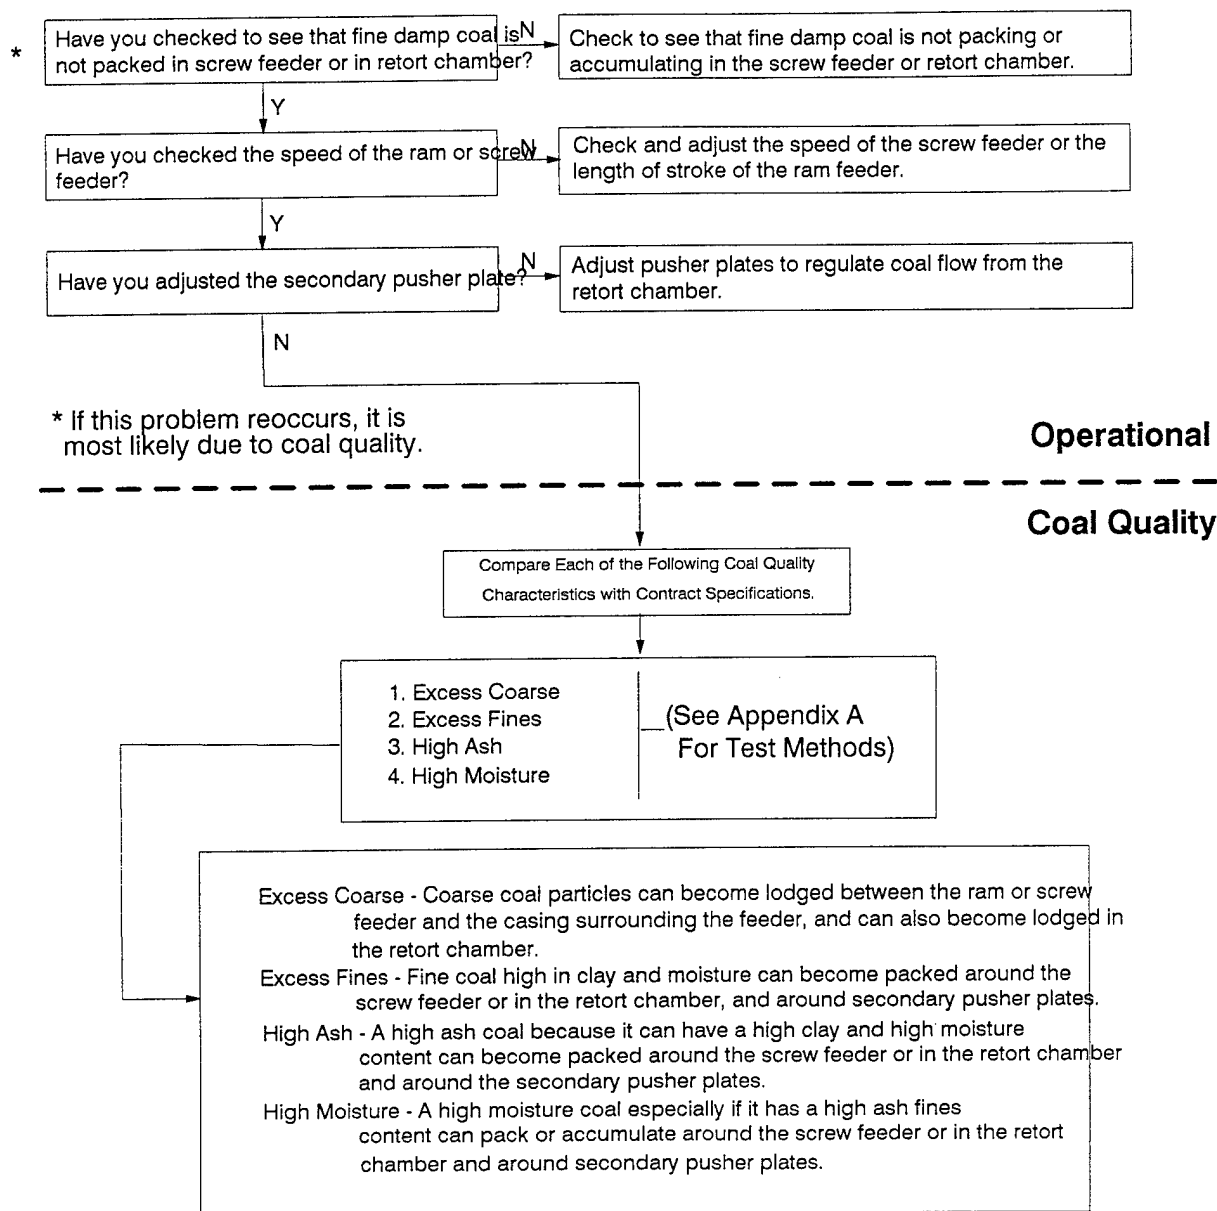 *
Have you checked to see that fine damp coal is
not packed in screw feeder or in retort chamber?
N
Check to see that fine damp coal is not packing or
accumulating in the screw feeder or retort chamber.
Y
Have you checked the speed of the ram or screw
feeder?
N
Check and adjust the speed of the screw feeder or the
length of stroke of the ram feeder.
Y
Have you adjusted the secondary pusher plate?
N
Adjust pusher plates to regulate coal flow from the
retort chamber.
N
* If this problem reoccurs, it is
most likely due to coal quality.
Operational
Coal Quality
Compare Each of the Following Coal Quality
Characteristics with Contract Specifications.
1. Excess Coarse
2. Excess Fines
3. High Ash
4. High Moisture
(See Appendix A
For Test Methods)
Excess Coarse - Coarse coal particles can become lodged between the ram or screw
feeder and the casing surrounding the feeder, and can also become lodged in
the retort chamber.
Excess Fines - Fine coal high in clay and moisture can become packed around the
screw feeder or in the retort chamber, and around secondary pusher plates.
High Ash - A high ash coal because it can have a high clay and high moisture
content can become packed around the screw feeder or in the retort chamber
and around the secondary pusher plates.
High Moisture - A high moisture coal especially if it has a high ash fines
content can pack or accumulate around the screw feeder or in the retort
chamber and around secondary pusher plates.